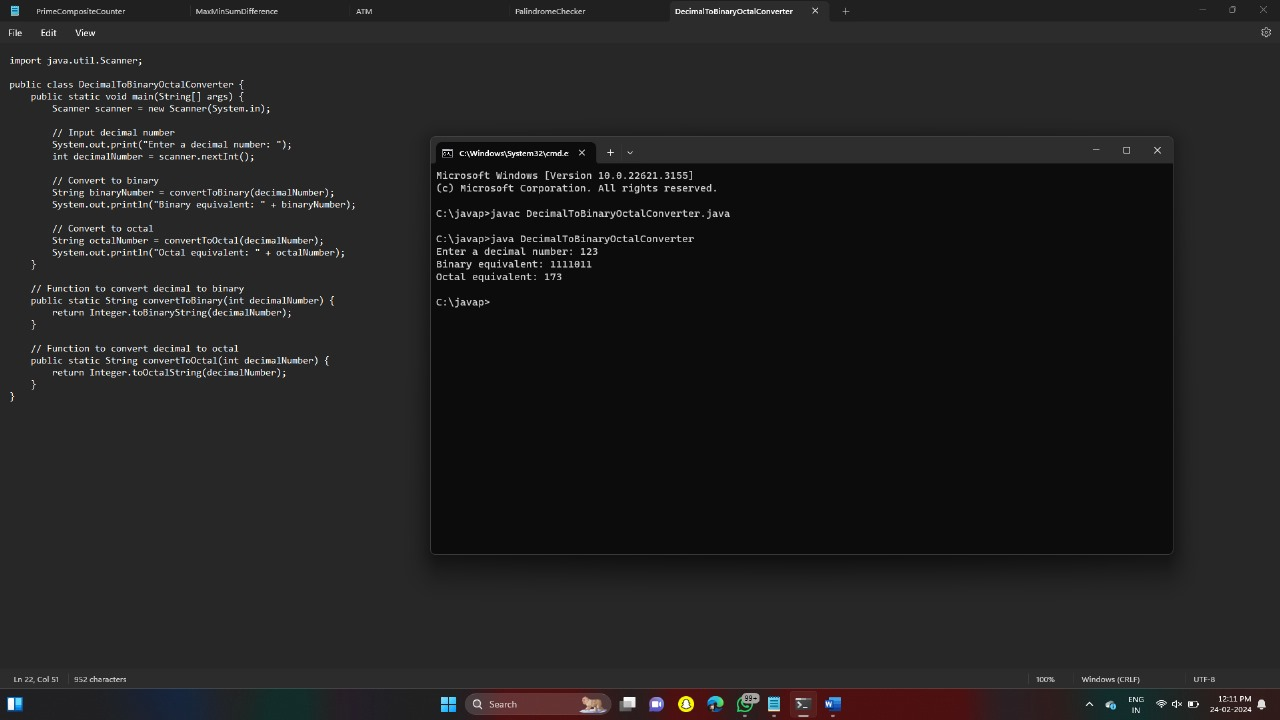 PrimeCompositeCounter
MaxMinSumDifference
ATM
PalindromeChecker
DecimalToBinaryOctalConverter
File
Edit
View
import java.util.Scanner;
public class DecimalToBinaryOctalConverter {
    public static void main(String[] args) {
        Scanner scanner = new Scanner(System.in);
        // Input decimal number
        System.out.print("Enter a decimal number: ");
        int decimalNumber = scanner.nextInt();
        // Convert to binary
        String binaryNumber = convertToBinary(decimalNumber);
        System.out.println("Binary equivalent: " + binaryNumber);
        // Convert to octal
        String octalNumber = convertToOctal(decimalNumber);
        System.out.println("Octal equivalent: " + octalNumber);
    }
    // Function to convert decimal to binary
    public static String convertToBinary(int decimalNumber) {
        return Integer.toBinaryString(decimalNumber);
    }
    // Function to convert decimal to octal
    public static String convertToOctal(int decimalNumber) {
        return Integer.toOctalString(decimalNumber);
    }
}
C:\Windows\System32\cmd.e
Microsoft Windows [Version 10.0.22621.3155]
(c) Microsoft Corporation. All rights reserved.
C:\javap>javac DecimalToBinaryOctalConverter.java
C:\javap>java DecimalToBinaryOctalConverter
Enter a decimal number: 123
Binary equivalent: 1111011
Octal equivalent: 173
C:\javap>
Ln 22, Col 51
952 characters
100%
Windows (CRLF)
UTF-8
Search
99+
ENG
IN
12:11 PM
24-02-2024